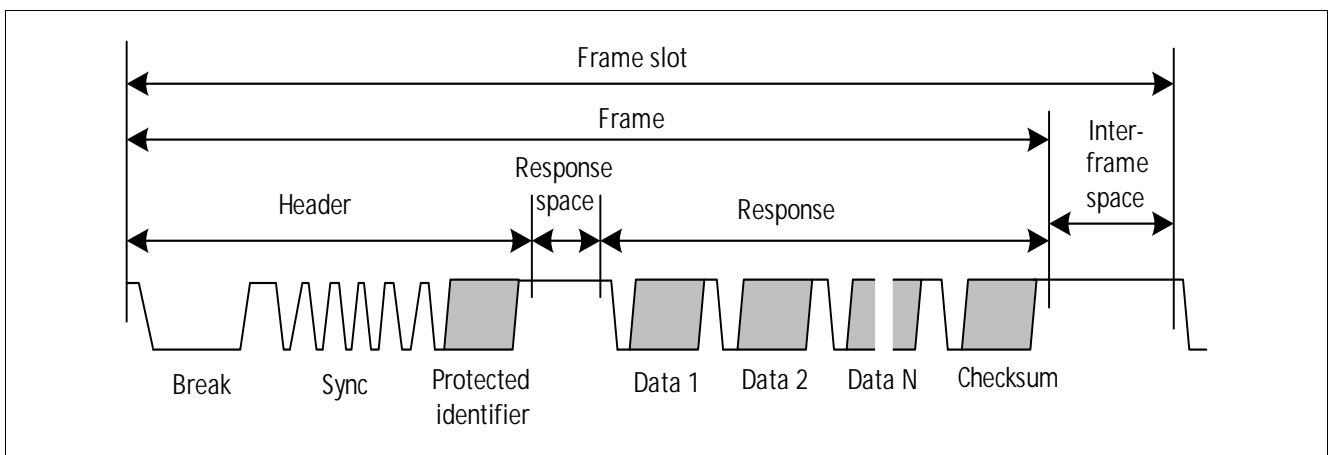 Frame slot
Frame
Inter-
frame
space
Response
space
Header
Response
Break
Sync
Protected
identifier
Data 1
Data 2
Data N
Checksum